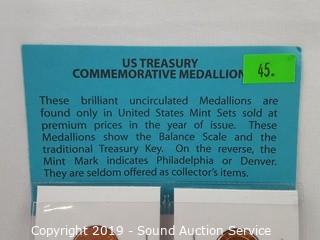 US TREASURY
COMMEMORATIVE MEDALLION
45.
These brilliant uncirculated Medallions are
found only in United States Mint Sets sold at
premium prices in the year of issue. These
Medallions show the Balance Scale and the
traditional Treasury Key. On the reverse, the
Mint Mark indicates Philadelphia or Denver.
They are seldom offered as collector's items.
Copyright 2019 - Sound Auction Service